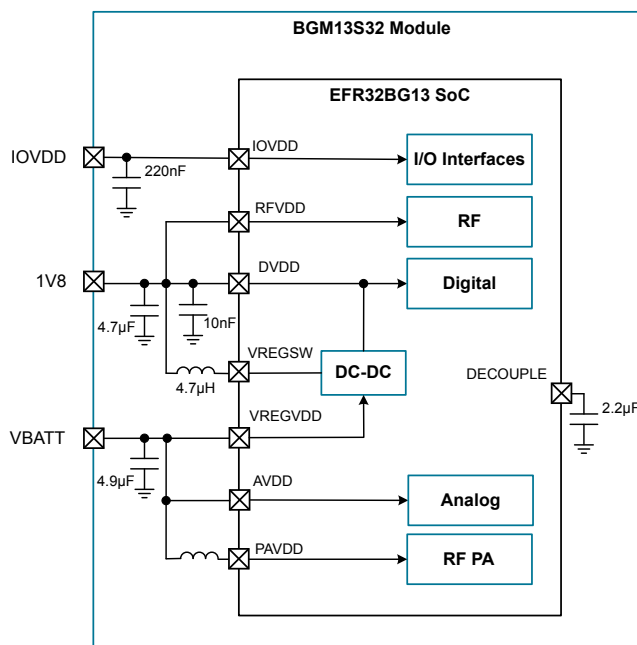 BGM13S32 Module
EFR32BG13 SoC
IOVDD
220nF
IOVDD
I/O Interfaces
RFVDD
RF
1V8
4.7µF
10nF
DVDD
Digital
4.7µH
VREGSW
DC-DC
DECOUPLE
2.2µF
VBATT
4.9µF
VREGVDD
AVDD
Analog
PAVDD
RF PA